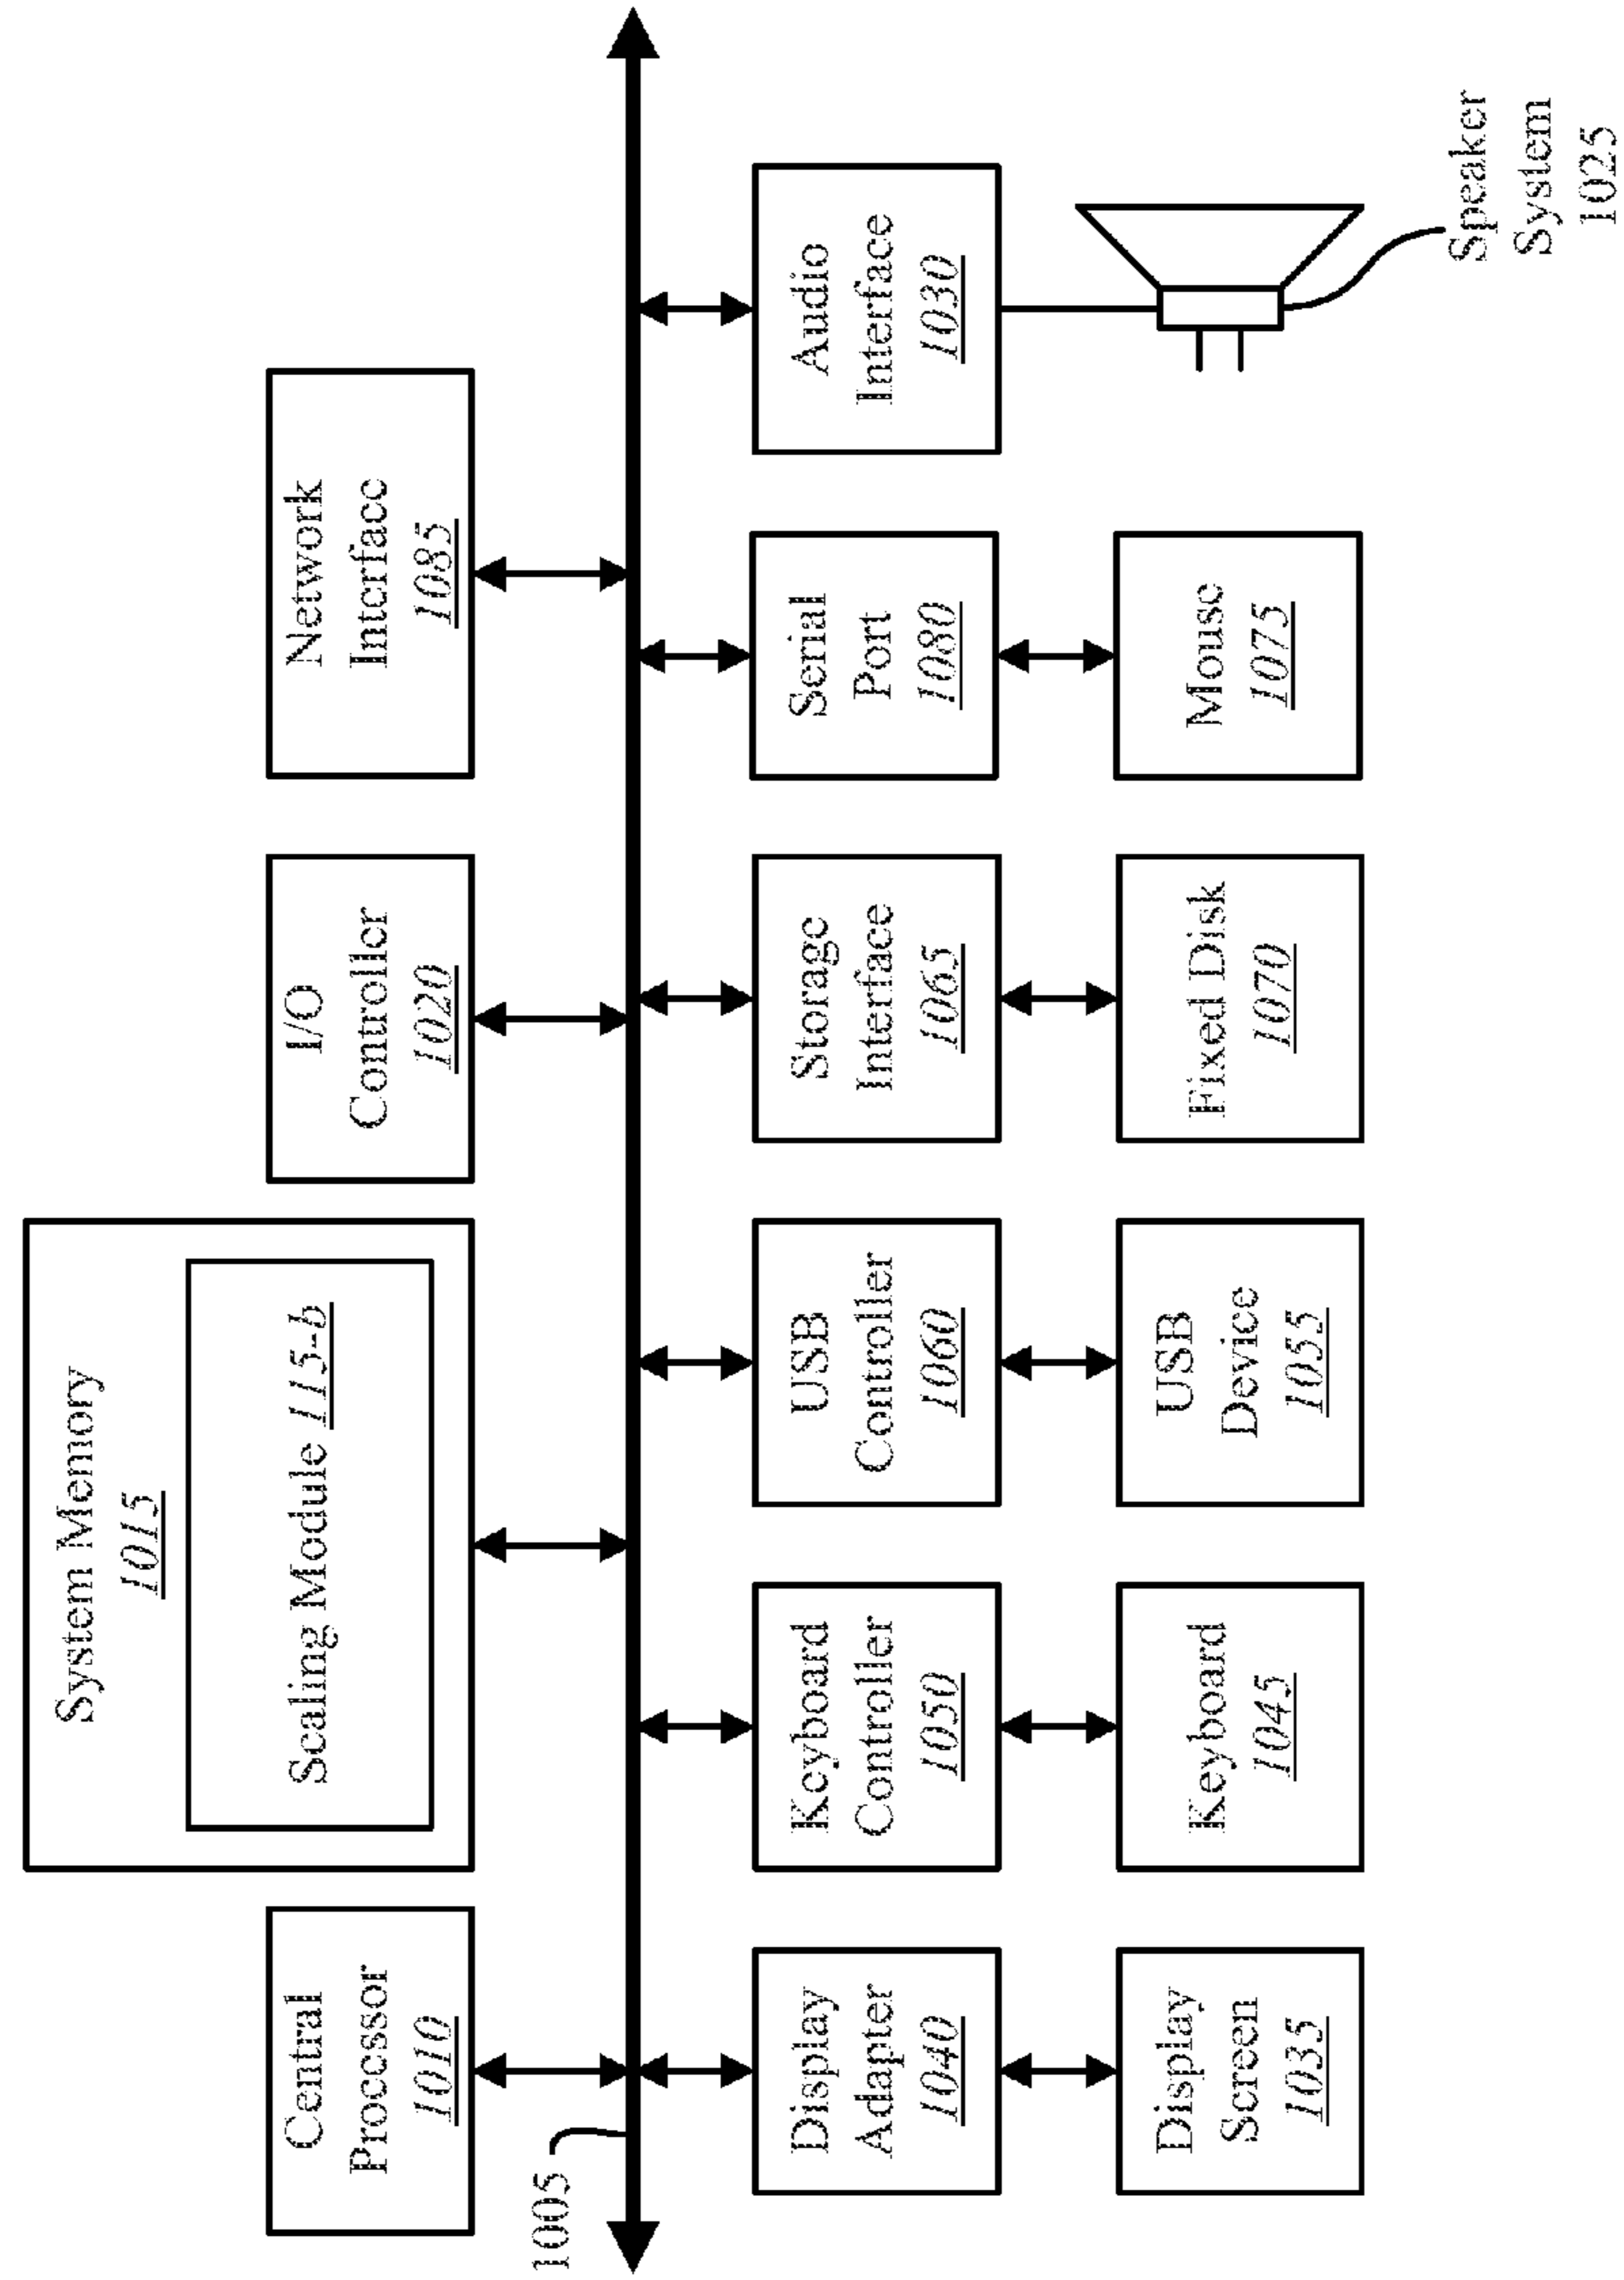 System Memory
1015
Scaling Module 115-b
Central
Processor
1010
I/O
Controller
1020
Network
Interface
1085
1005
Display
Adapter
1040
Keyboard
Controller
1050
USB
Controller
1060
Storage
Interface
1065
Serial
Port
1080
Audio
Interface
1030
Display
Screen
1035
Keyboard
1045
USB
Device
1055
Fixed Disk
1070
Mouse
1075
Speaker
System
1025